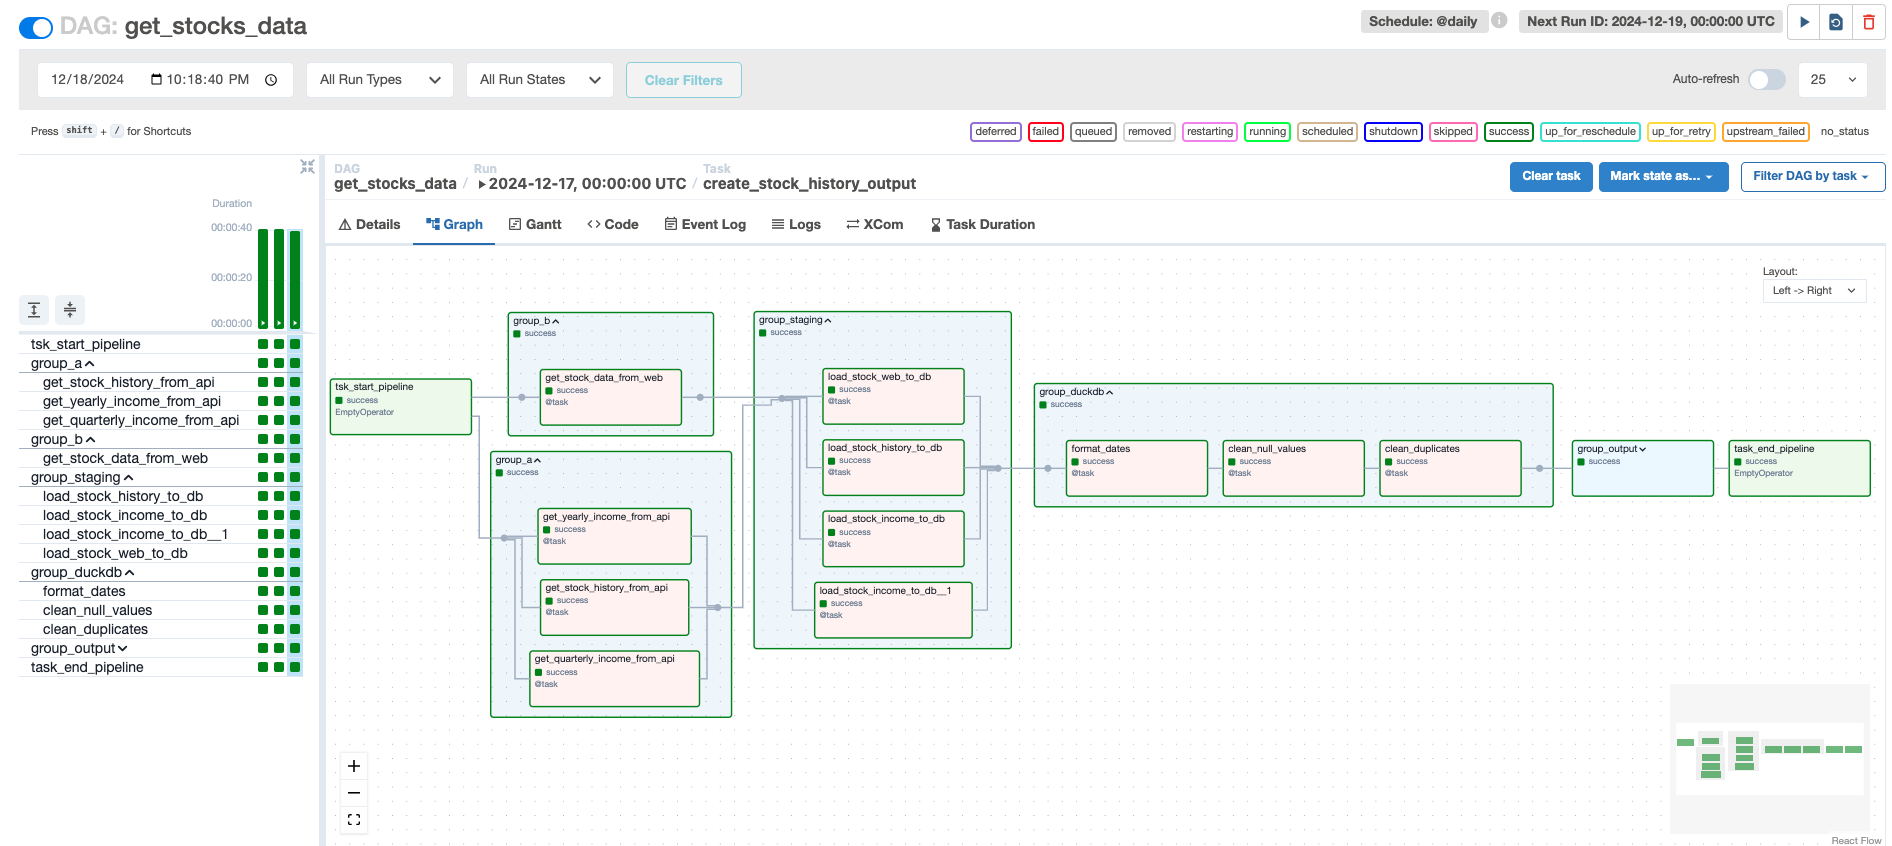 DAG: get_stocks_data
Schedule: @daily
Next Run ID: 2024-12-19, 00:00:00 UTC
12/18/2024 10:18:40 PM
All Run Types
All Run States
Clear Filters
Auto-refresh
25
Press shift + / for Shortcuts
deferred failed queued removed restarting running scheduled shutdown skipped success up_for_reschedule up_for_retry upstream_failed no_status
DAG
get_stocks_data /
Run
2024-12-17, 00:00:00 UTC /
Task
create_stock_history_output
Clear task
Mark state as...
Filter DAG by task
Details
Graph
Gantt
Code
Event Log
Logs
XCom
Task Duration
Duration
00:00:40
00:00:20
00:00:00
tsk_start_pipeline
group_a
get_stock_history_from_api
get_yearly_income_from_api
get_quarterly_income_from_api
group_b
get_stock_data_from_web
group_staging
load_stock_history_to_db
load_stock_income_to_db
load_stock_income_to_db__1
load_stock_web_to_db
group_duckdb
format_dates
clean_null_values
clean_duplicates
group_output
task_end_pipeline
Layout:
Left -> Right
tsk_start_pipeline
success
EmptyOperator
group_b
success
get_stock_data_from_web
success
@task
group_a
success
get_yearly_income_from_api
success
@task
get_stock_history_from_api
success
@task
get_quarterly_income_from_api
success
@task
group_staging
success
load_stock_web_to_db
success
@task
load_stock_history_to_db
success
@task
load_stock_income_to_db
success
@task
load_stock_income_to_db__1
success
@task
group_duckdb
success
format_dates
success
@task
clean_null_values
success
@task
clean_duplicates
success
@task
group_output
success
task_end_pipeline
success
EmptyOperator
React Flow